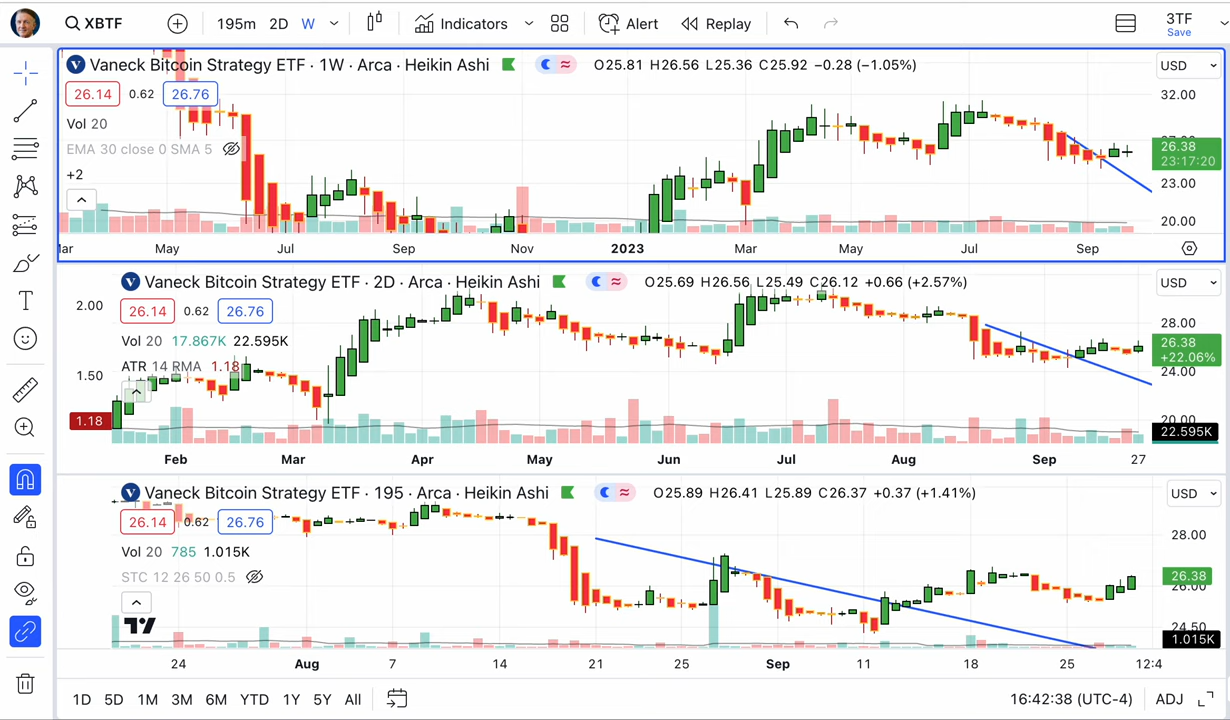 XBTF 195m 2D W Indicators Alert Replay 3TF
Save
Vaneck Bitcoin Strategy ETF · 1W · Arca · Heikin Ashi O25.81 H26.56 L25.36 C25.92 −0.28 (−1.05%) USD
26.14 0.62 26.76 32.00
Vol 20
EMA 30 close 0 SMA 5
26.38
23:17:20
+2
23.00
20.00
May Jul Sep Nov 2023 Mar May Jul Sep
Vaneck Bitcoin Strategy ETF · 2D · Arca · Heikin Ashi O25.69 H26.56 L25.49 C26.12 +0.66 (+2.57%) USD
2.00 26.14 0.62 26.76
28.00
Vol 20 17.867K 22.595K
26.38
+22.06%
ATR 14 RMA 1.18
1.50 24.00
1.18 20.00
22.595K
Feb Mar Apr May Jun Jul Aug Sep 27
Vaneck Bitcoin Strategy ETF · 195 · Arca · Heikin Ashi O25.89 H26.41 L25.89 C26.37 +0.37 (+1.41%) USD
26.14 0.62 26.76
28.00
Vol 20 785 1.015K
STC 12 26 50 0.5 26.38
26.00
24.50
1.015K
24 Aug 7 14 21 25 Sep 11 18 25 12:4
1D 5D 1M 3M 6M YTD 1Y 5Y All 16:42:38 (UTC-4) ADJ